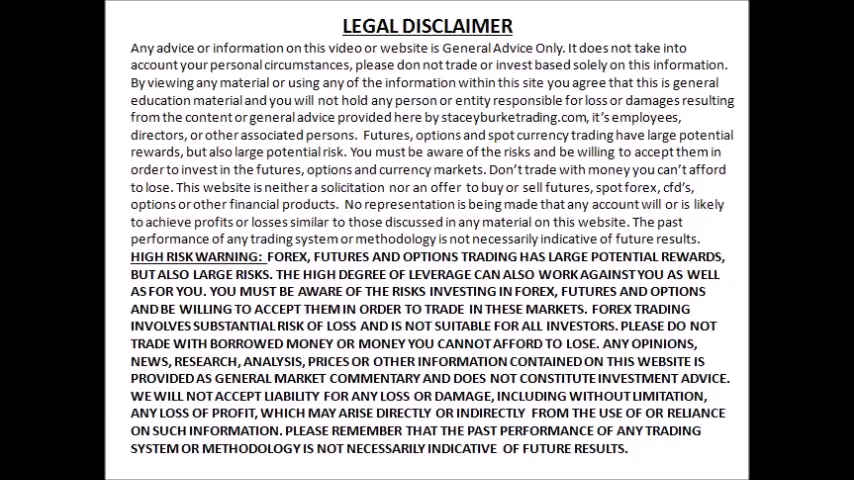 LEGAL DISCLAIMER
Any advice or information on this video or website is General Advice Only. It does not take into
account your personal circumstances, please don not trade or invest based solely on this information.
By viewing any material or using any of the information within this site you agree that this is general
education material and you will not hold any person or entity responsible for loss or damages resulting
from the content or general advice provided here by staceyburketrading.com, it's employees,
directors, or other associated persons. Futures, options and spot currency trading have large potential
rewards, but also large potential risk. You must be aware of the risks and be willing to accept them in
order to invest in the futures, options and currency markets. Don't trade with money you can't afford
to lose. This website is neither a solicitation nor an offer to buy or sell futures, spot forex, cfd's,
options or other financial products. No representation is being made that any account will or is likely
to achieve profits or losses similar to those discussed in any material on this website. The past
performance of any trading system or methodology is not necessarily indicative of future results.
HIGH RISK WARNING: FOREX, FUTURES AND OPTIONS TRADING HAS LARGE POTENTIAL REWARDS,
BUT ALSO LARGE RISKS. THE HIGH DEGREE OF LEVERAGE CAN ALSO WORK AGAINST YOU AS WELL
AS FOR YOU. YOU MUST BE AWARE OF THE RISKS INVESTING IN FOREX, FUTURES AND OPTIONS
AND BE WILLING TO ACCEPT THEM IN ORDER TO TRADE IN THESE MARKETS. FOREX TRADING
INVOLVES SUBSTANTIAL RISK OF LOSS AND IS NOT SUITABLE FOR ALL INVESTORS. PLEASE DO NOT
TRADE WITH BORROWED MONEY OR MONEY YOU CANNOT AFFORD TO LOSE. ANY OPINIONS,
NEWS, RESEARCH, ANALYSIS, PRICES OR OTHER INFORMATION CONTAINED ON THIS WEBSITE IS
PROVIDED AS GENERAL MARKET COMMENTARY AND DOES NOT CONSTITUTE INVESTMENT ADVICE.
WE WILL NOT ACCEPT LIABILITY FOR ANY LOSS OR DAMAGE, INCLUDING WITHOUT LIMITATION,
ANY LOSS OF PROFIT, WHICH MAY ARISE DIRECTLY OR INDIRECTLY FROM THE USE OF OR RELIANCE
ON SUCH INFORMATION. PLEASE REMEMBER THAT THE PAST PERFORMANCE OF ANY TRADING
SYSTEM OR METHODOLOGY IS NOT NECESSARILY INDICATIVE OF FUTURE RESULTS.